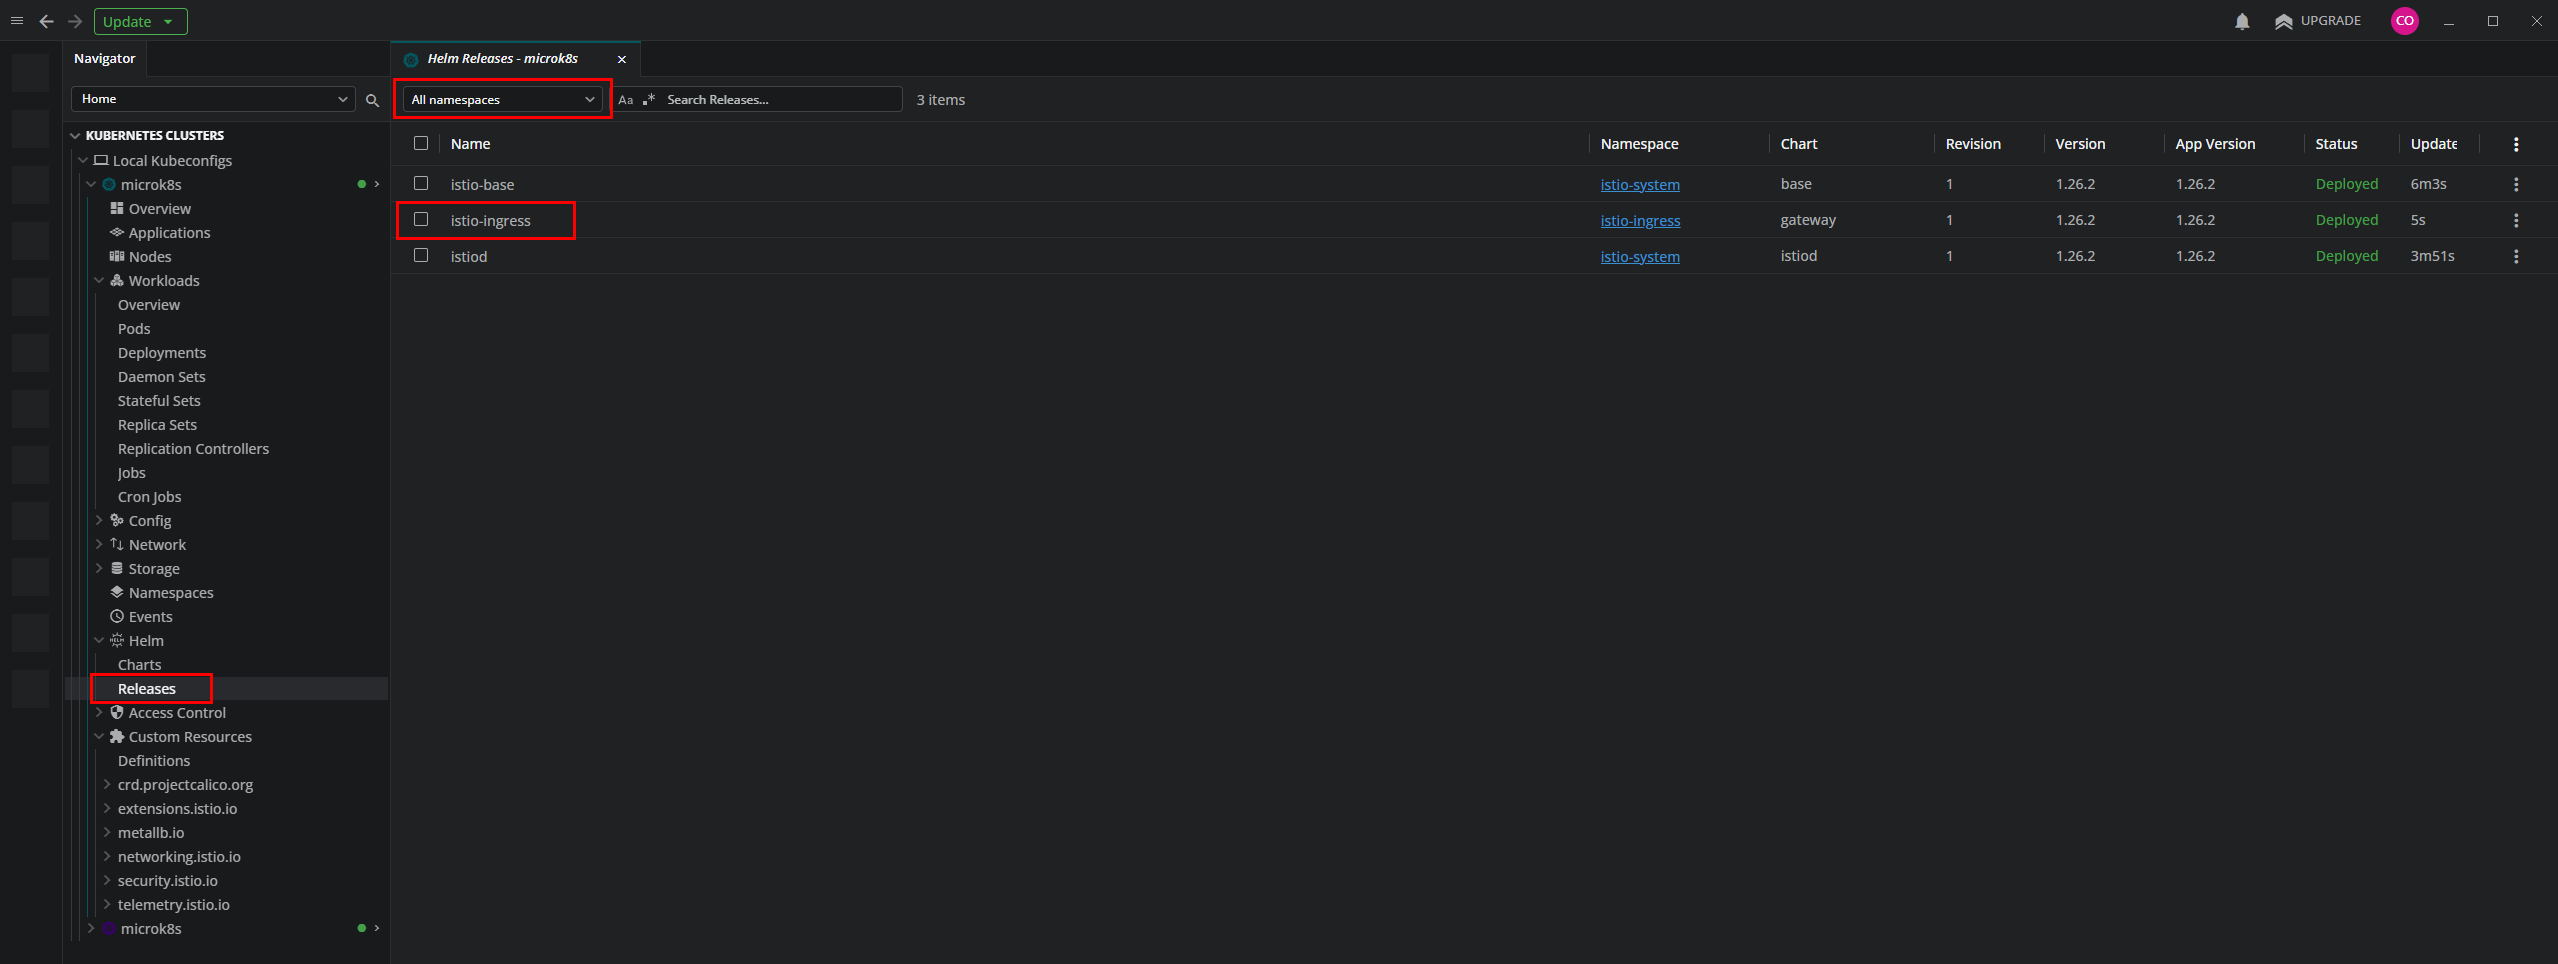 Update
UPGRADE
CO
Navigator
Helm Releases - microk8s
Home
All namespaces
Aa .* Search Releases...
3 items
KUBERNETES CLUSTERS
Local Kubeconfigs
microk8s
Overview
Applications
Nodes
Workloads
Overview
Pods
Deployments
Daemon Sets
Stateful Sets
Replica Sets
Replication Controllers
Jobs
Cron Jobs
Config
Network
Storage
Namespaces
Events
Helm
Charts
Releases
Access Control
Custom Resources
Definitions
crd.projectcalico.org
extensions.istio.io
metallb.io
networking.istio.io
security.istio.io
telemetry.istio.io
microk8s
Name Namespace Chart Revision Version App Version Status Update
istio-base istio-system base 1 1.26.2 1.26.2 Deployed 6m3s
istio-ingress istio-ingress gateway 1 1.26.2 1.26.2 Deployed 5s
istiod istio-system istiod 1 1.26.2 1.26.2 Deployed 3m51s